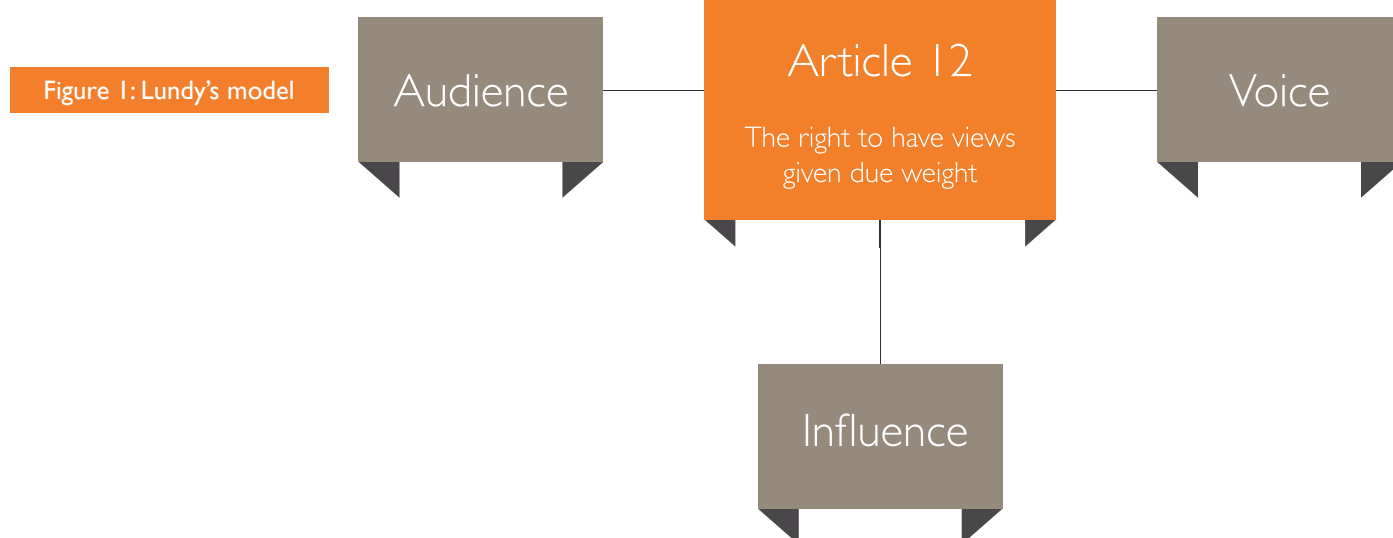 Figure 1: Lundy's model
Audience
Article 12
The right to have views
given due weight
Voice
Influence